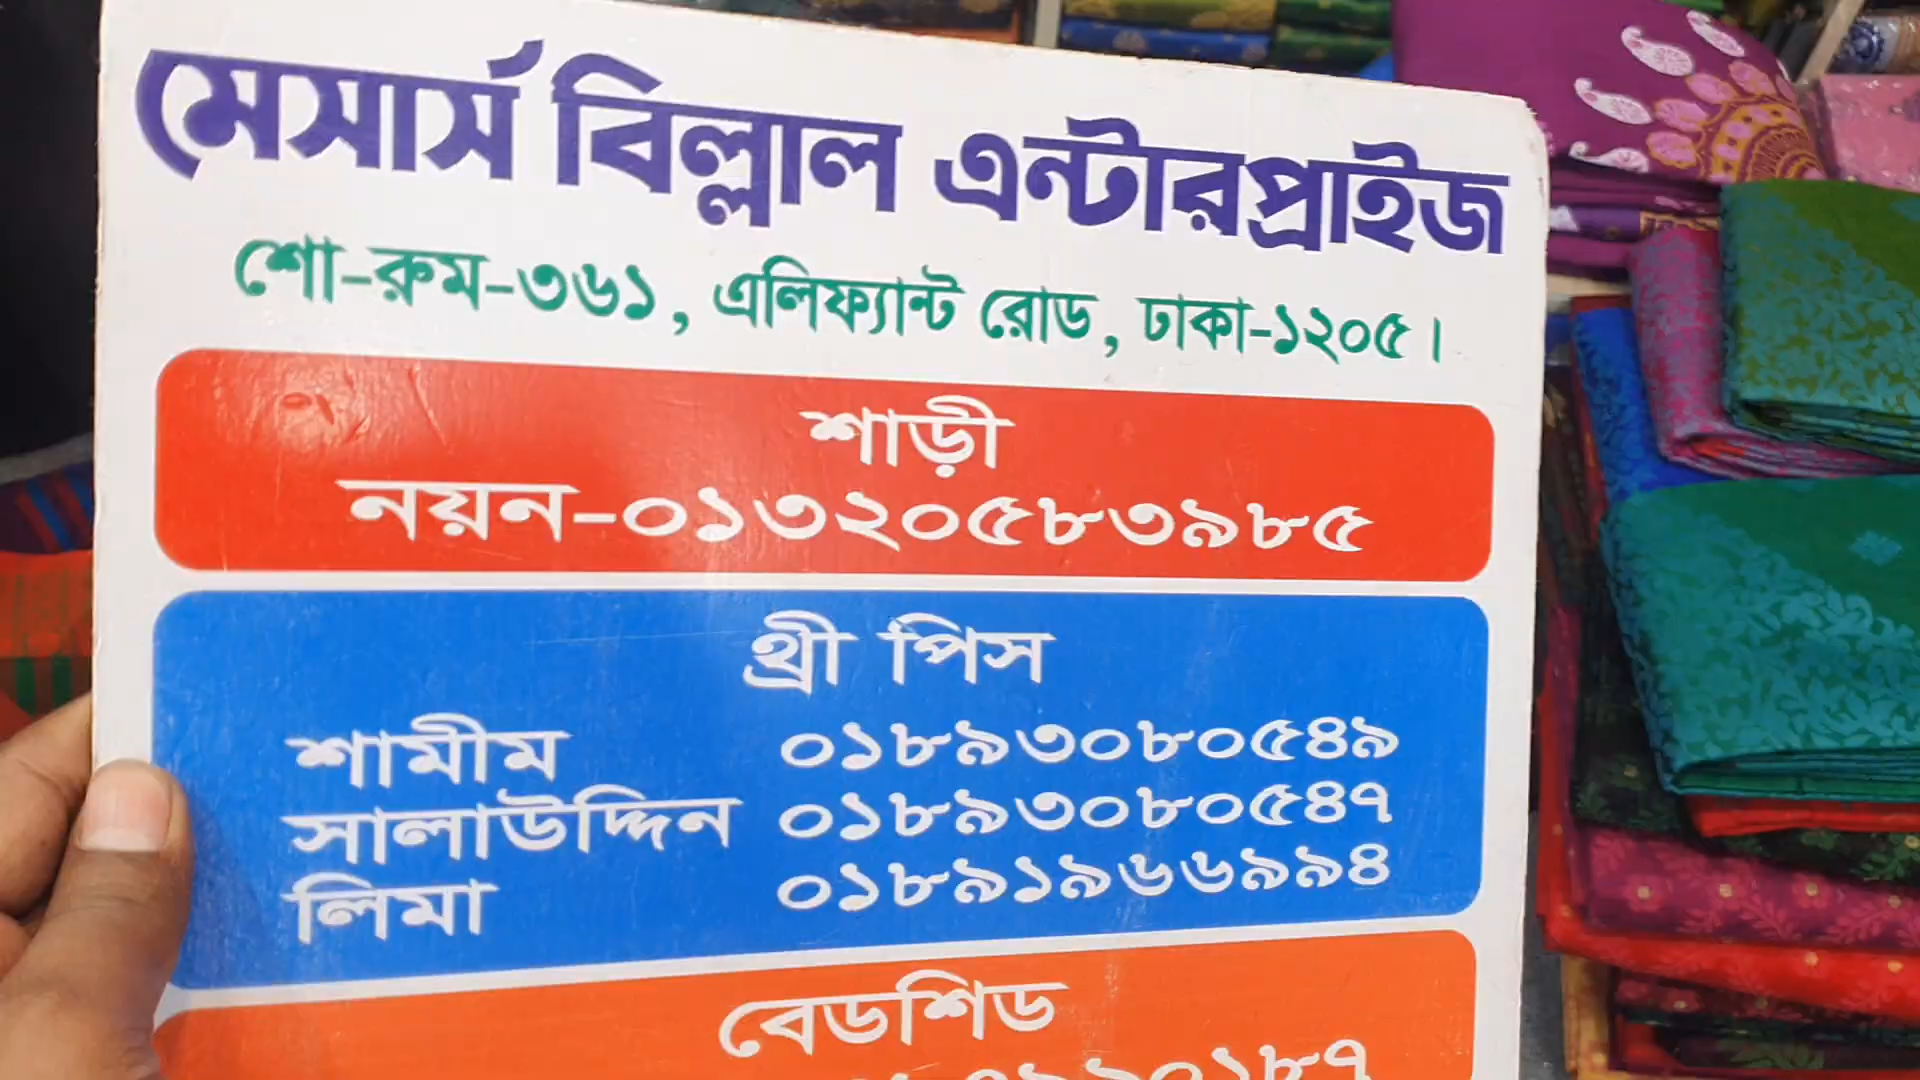 মেসার্স বিল্লাল এন্টারপ্রাইজ
শো-রুম-৩৬১, এলিফ্যান্ট রোড, ঢাকা-১২০৫।
শাড়ী
নয়ন-০১৩২০৫৮৩৯৮৫
থ্রী পিস
শামীম ০১৮৯৩০৮০৫৪৯
সালাউদ্দিন ০১৮৯৩০৮০৫৪৭
লিমা ০১৮৯১৯৬৬৯৯৪
বেডশিড